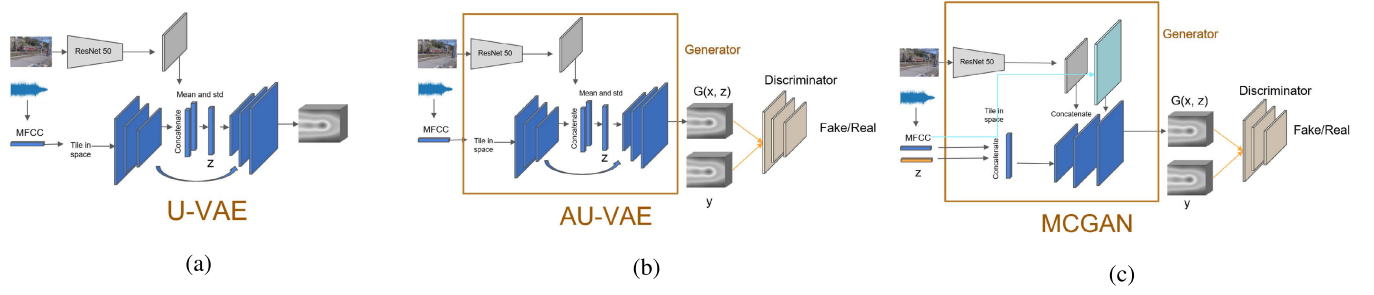 ResNet 50
Mean and std
Concatenate
MFCC
Tile in
space
z
U-VAE
(a)
Generator
ResNet 50
Mean and std
Concatenate
MFCC
Tile in
space
z
G(x, z)
y
Discriminator
Fake/Real
AU-VAE
(b)
Generator
ResNet 50
Tile in
space
Concatenate
MFCC
Concatenate
z
G(x, z)
y
Discriminator
Fake/Real
MCGAN
(c)